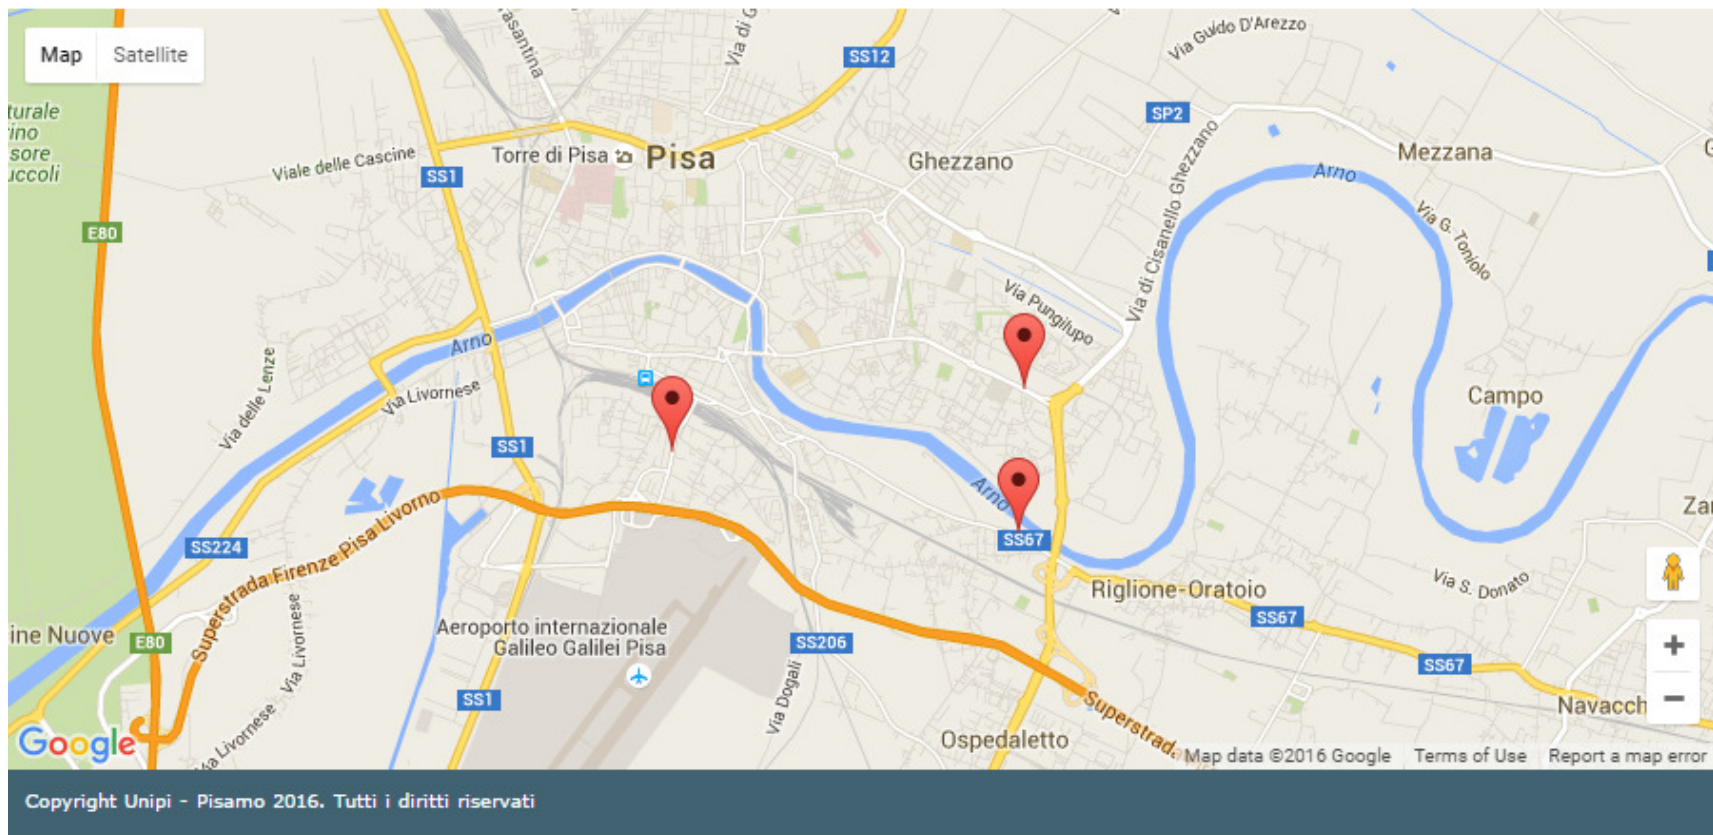 Map Satellite
Via Guido D'Arezzo
SS12
turale
ino
sore
uccoli
SP2
Viale delle Cascine
Torre di Pisa
Pisa
Ghezzano
Mezzana
SS1
Arno
E80
Via G. Toniolo
Via di Cisanello Ghezzano
Via Pungilupo
Arno
Via delle Lenze
Via Livornese
Campo
SS1
Arno
SS67
SS224
Superstrada Firenze Pisa Livorno
Riglione-Oratoio
Via S. Donato
SS67
ine Nuove
E80
Via Livornese
Aeroporto internazionale
Galileo Galilei Pisa
SS206
SS67
SS1
Via Dogali
Navacch
Superstrada
Ospedaletto
Via Livornese
Google
Map data ©2016 Google Terms of Use Report a map error
Copyright Unipi - Pisamo 2016. Tutti i diritti riservati